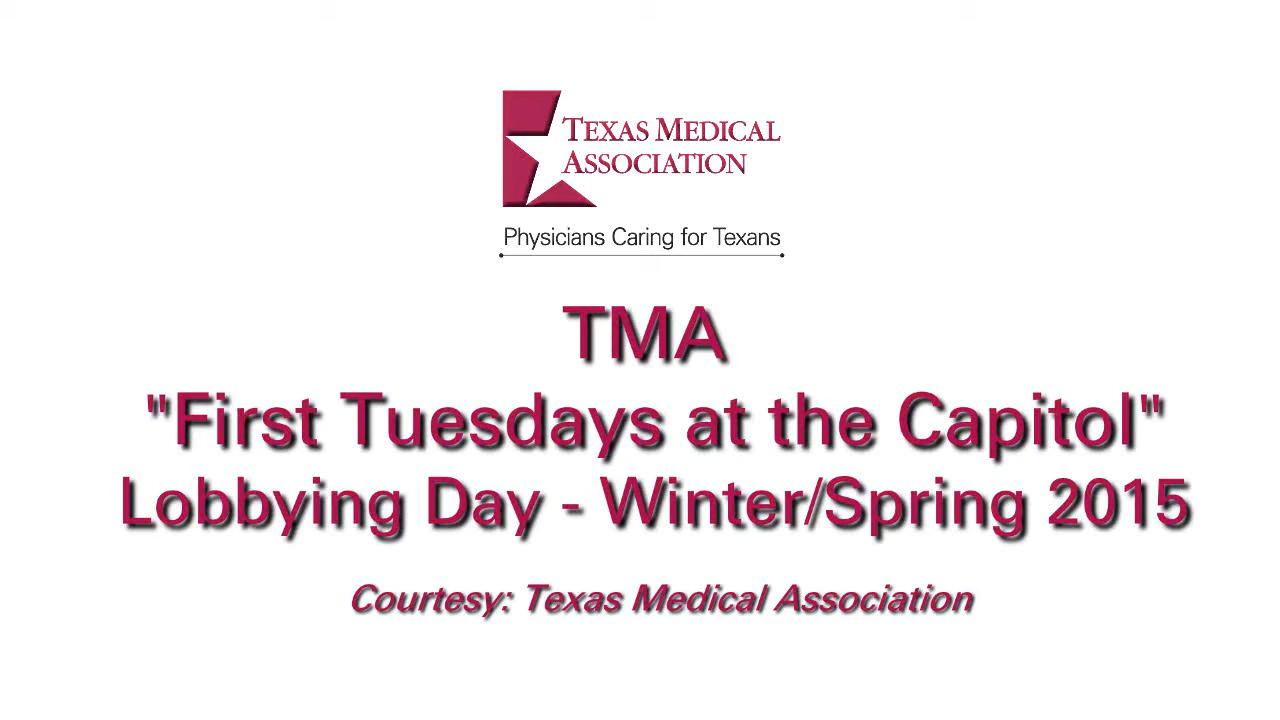 TEXAS MEDICAL
ASSOCIATION
Physicians Caring for Texans
TMA
"First Tuesdays at the Capitol"
Lobbying Day - Winter/Spring 2015
Courtesy: Texas Medical Association